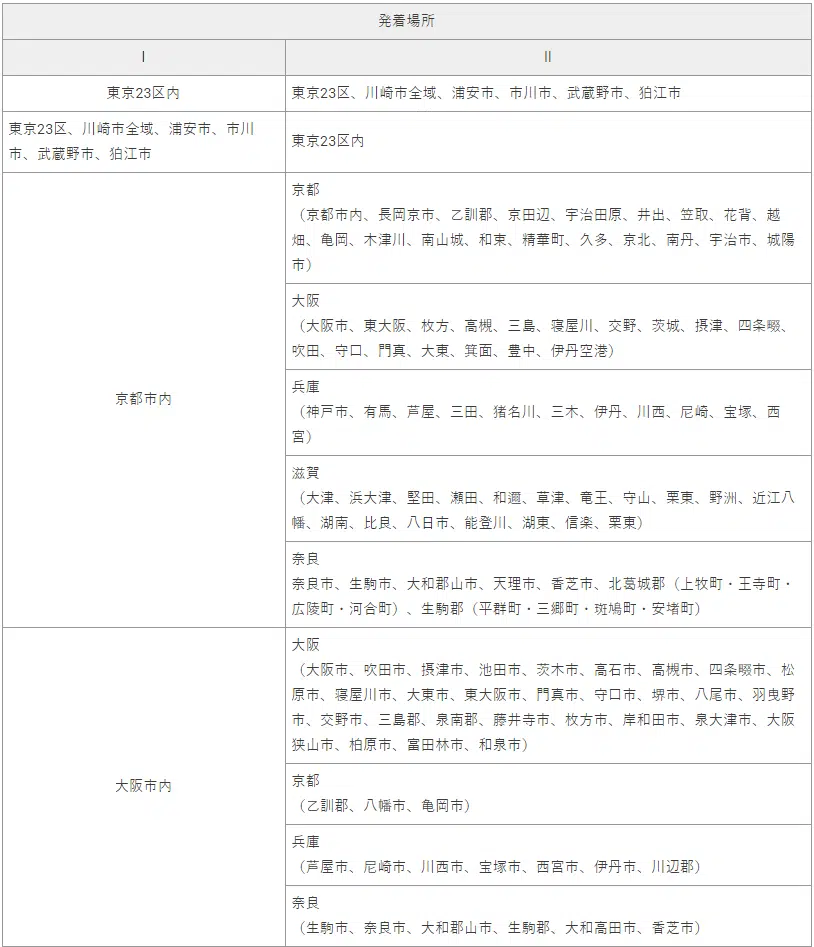 発着場所
I
II
東京23区内
東京23区、川崎市全域、浦安市、市川市、武蔵野市、狛江市
東京23区、川崎市全域、浦安市、市川
市、武蔵野市、狛江市
東京23区内
京都市内
京都
（京都市内、長岡京市、乙訓郡、京田辺、宇治田原、井出、笠取、花背、越
畑、亀岡、木津川、南山城、和束、精華町、久多、京北、南丹、宇治市、城陽
市）
大阪
（大阪市、東大阪、枚方、高槻、三島、寝屋川、交野、茨城、摂津、四条畷、
吹田、守口、門真、大東、箕面、豊中、伊丹空港）
兵庫
（神戸市、有馬、芦屋、三田、猪名川、三木、伊丹、川西、尼崎、宝塚、西
宮）
滋賀
（大津、浜大津、堅田、瀬田、和邇、草津、竜王、守山、栗東、野洲、近江八
幡、湖南、比良、八日市、能登川、湖東、信楽、栗東）
奈良
奈良市、生駒市、大和郡山市、天理市、香芝市、北葛城郡（上牧町・王寺町・
広陵町・河合町）、生駒郡（平群町・三郷町・斑鳩町・安堵町）
大阪市内
大阪
（大阪市、吹田市、摂津市、池田市、茨木市、高石市、高槻市、四条畷市、松
原市、寝屋川市、大東市、東大阪市、門真市、守口市、堺市、八尾市、羽曳野
市、交野市、三島郡、泉南郡、藤井寺市、枚方市、岸和田市、泉大津市、大阪
狭山市、柏原市、富田林市、和泉市）
京都
（乙訓郡、八幡市、亀岡市）
兵庫
（芦屋市、尼崎市、川西市、宝塚市、西宮市、伊丹市、川辺郡）
奈良
（生駒市、奈良市、大和郡山市、生駒郡、大和高田市、香芝市）